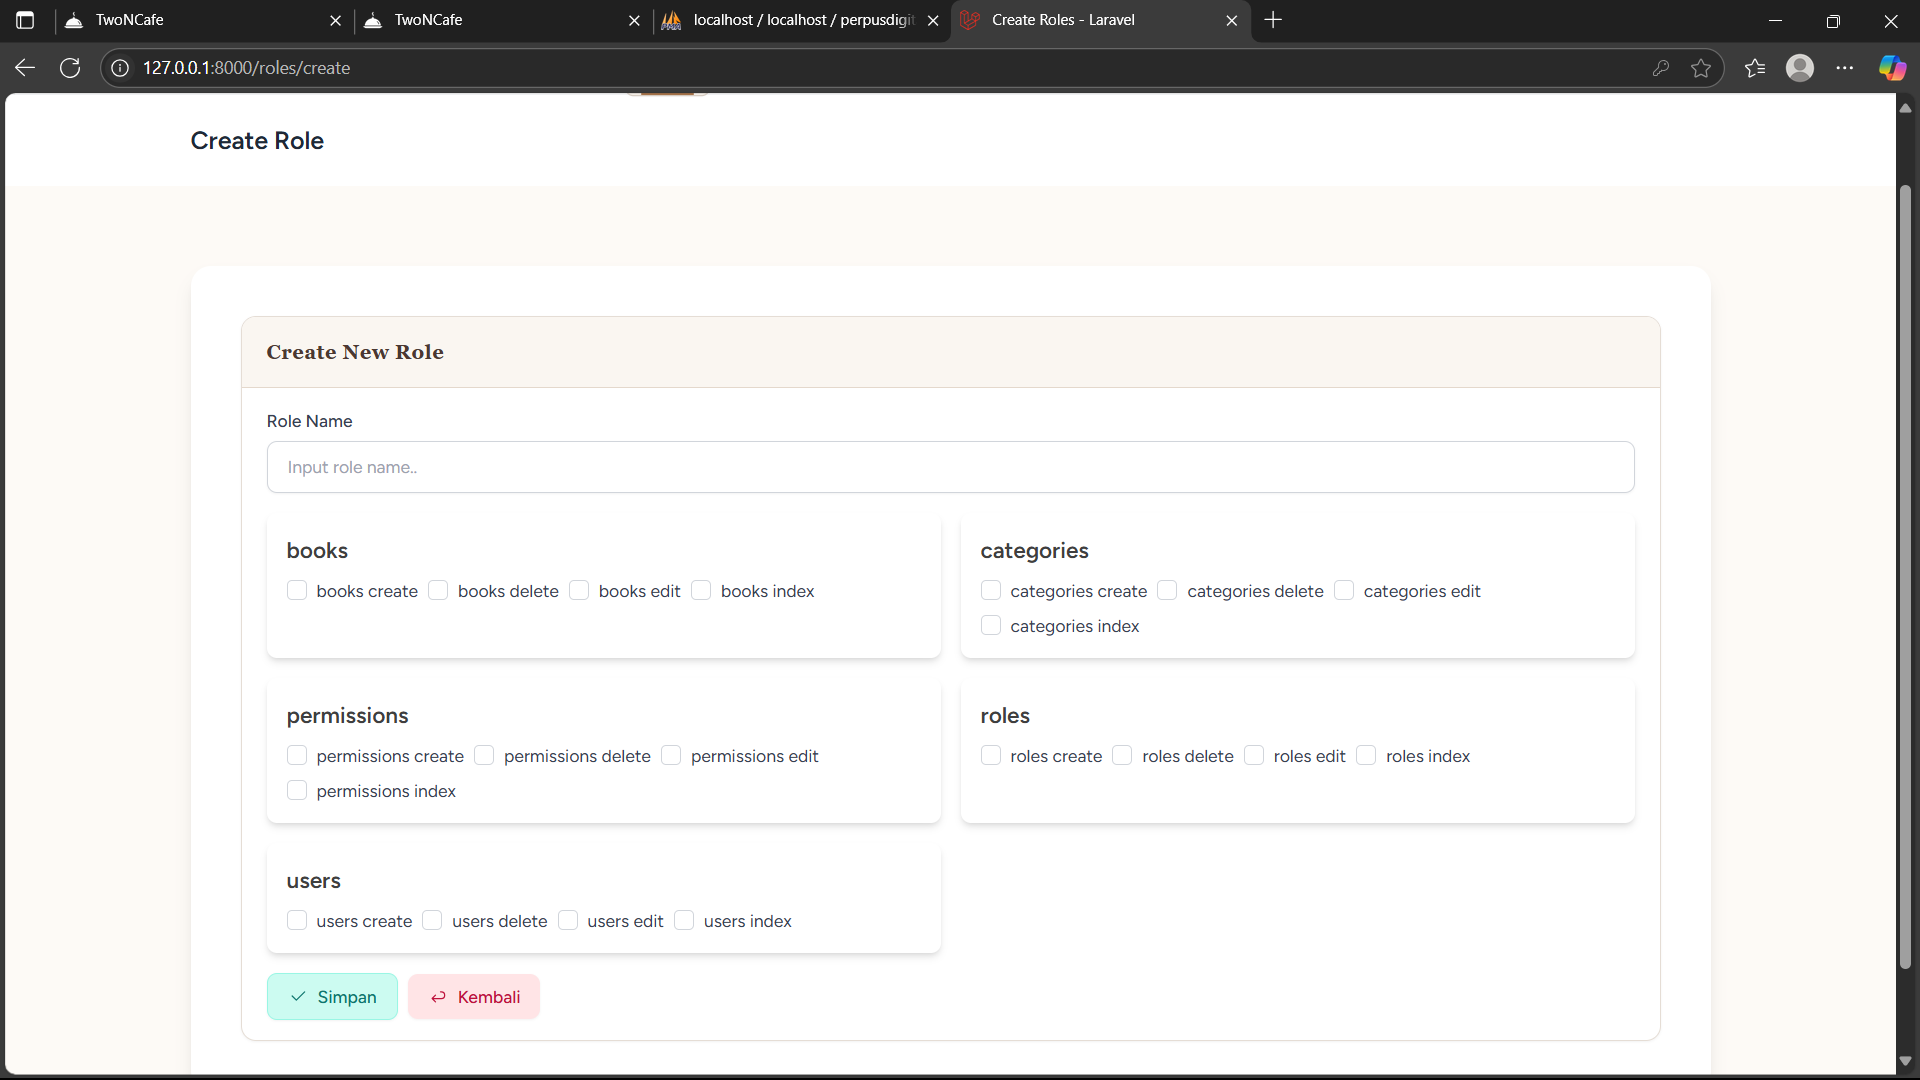 TwoNCafe
TwoNCafe
localhost / localhost / perpusdigit
Create Roles - Laravel
127.0.0.1:8000/roles/create
Create Role
Create New Role
Role Name
Input role name..
books
books create books delete books edit books index
categories
categories create categories delete categories edit
categories index
permissions
permissions create permissions delete permissions edit
permissions index
roles
roles create roles delete roles edit roles index
users
users create users delete users edit users index
Simpan Kembali